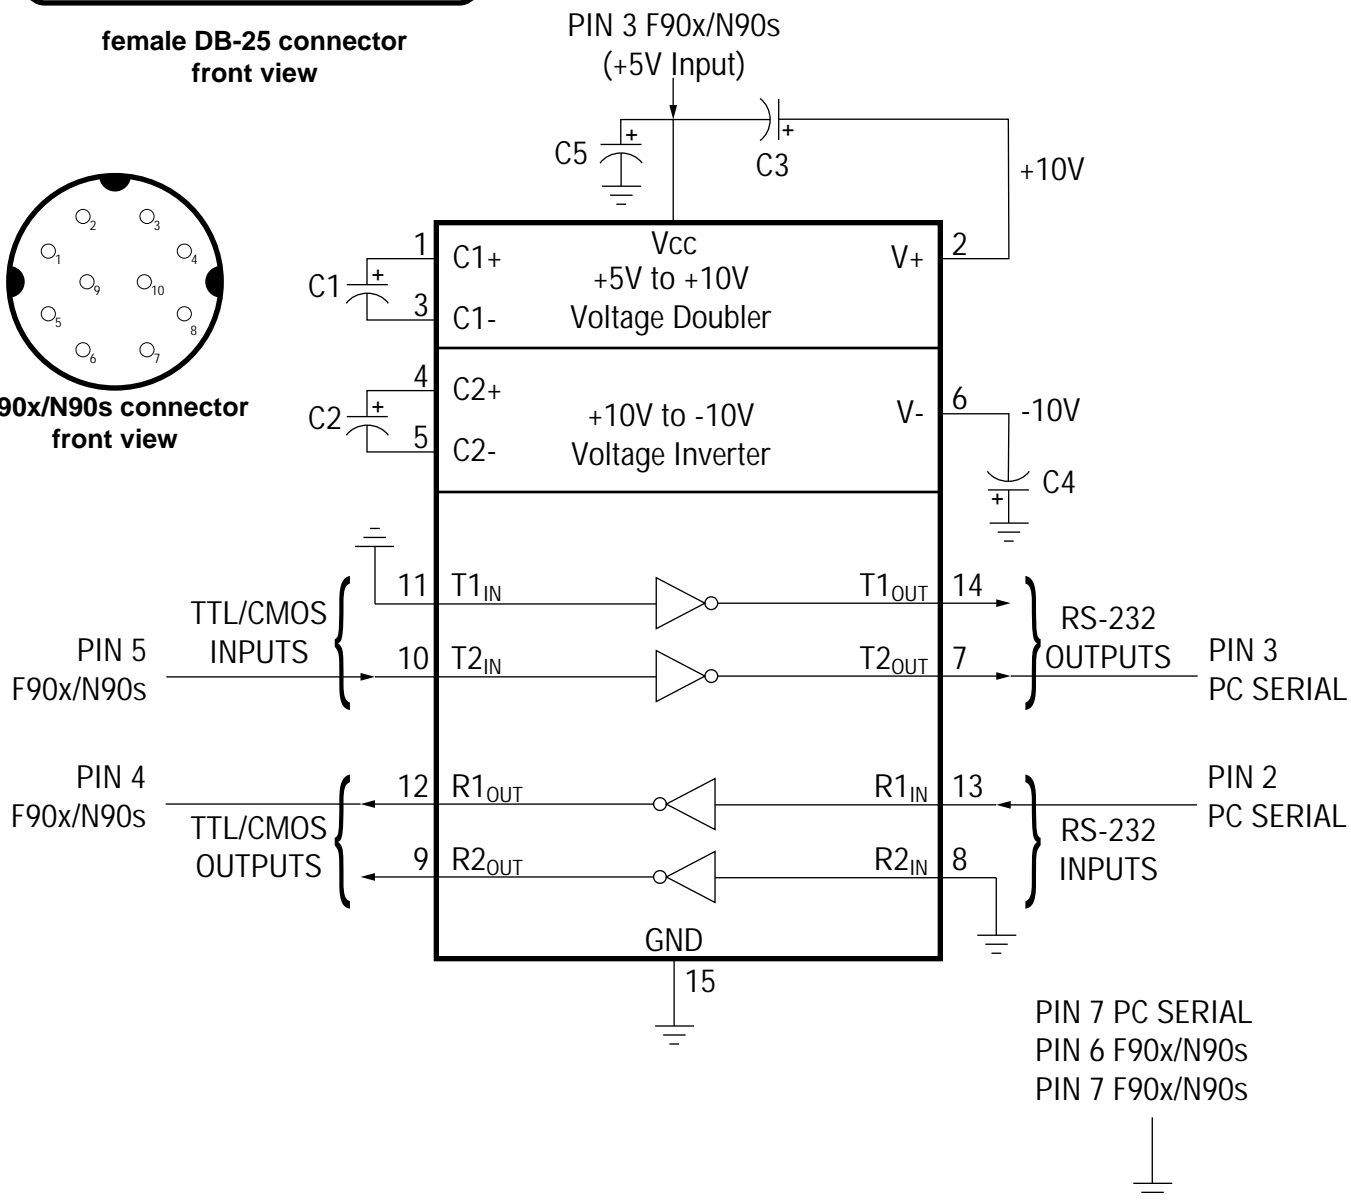 female DB-25 connector
front view
PIN 3 F90x/N90s
(+5V Input)
C5
+
+
C3
+10V
2
3
1
4
9
10
5
8
6
7
90x/N90s connector
front view
1
C1+
Vcc
+5V to +10V
Voltage Doubler
V+
2
C1
+
3
C1-
4
C2+
+10V to -10V
Voltage Inverter
V-
6
-10V
C2
+
5
C2-
C4
+
TTL/CMOS
INPUTS
11
T1IN
T1OUT
14
RS-232
OUTPUTS
PIN 5
F90x/N90s
10
T2IN
T2OUT
7
PIN 3
PC SERIAL
PIN 4
F90x/N90s
12
R1OUT
R1IN
13
PIN 2
PC SERIAL
TTL/CMOS
OUTPUTS
9
R2OUT
R2IN
8
RS-232
INPUTS
GND
15
PIN 7 PC SERIAL
PIN 6 F90x/N90s
PIN 7 F90x/N90s